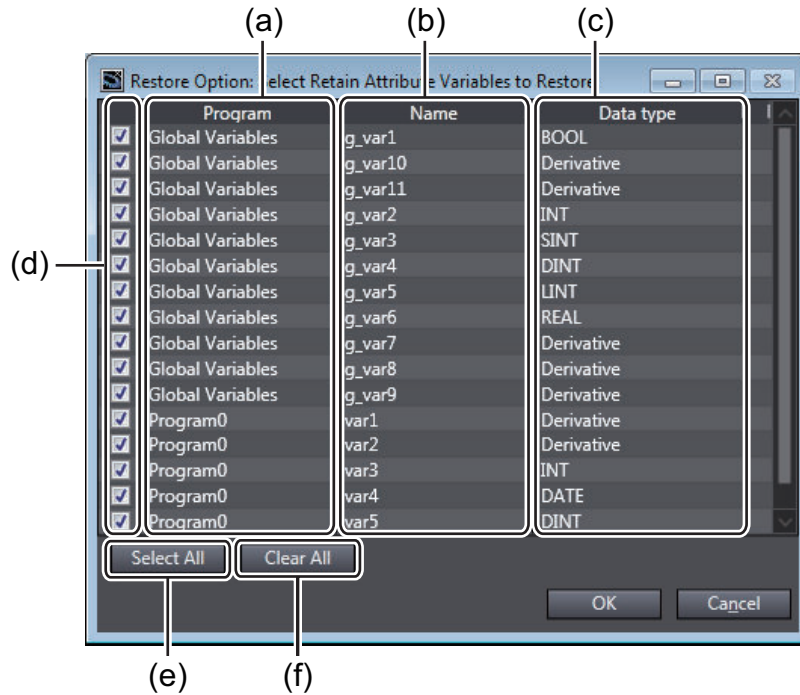 (a) (b) (c)
Restore Option: Select Retain Attribute Variables to Restore
Program Name Data type
Global Variables g_var1 BOOL
Global Variables g_var10 Derivative
Global Variables g_var11 Derivative
Global Variables g_var2 INT
Global Variables g_var3 SINT
(d) Global Variables g_var4 DINT
Global Variables g_var5 LINT
Global Variables g_var6 REAL
Global Variables g_var7 Derivative
Global Variables g_var8 Derivative
Global Variables g_var9 Derivative
Program0 var1 Derivative
Program0 var2 Derivative
Program0 var3 INT
Program0 var4 DATE
Program0 var5 DINT
Select All Clear All
OK Cancel
(e) (f)